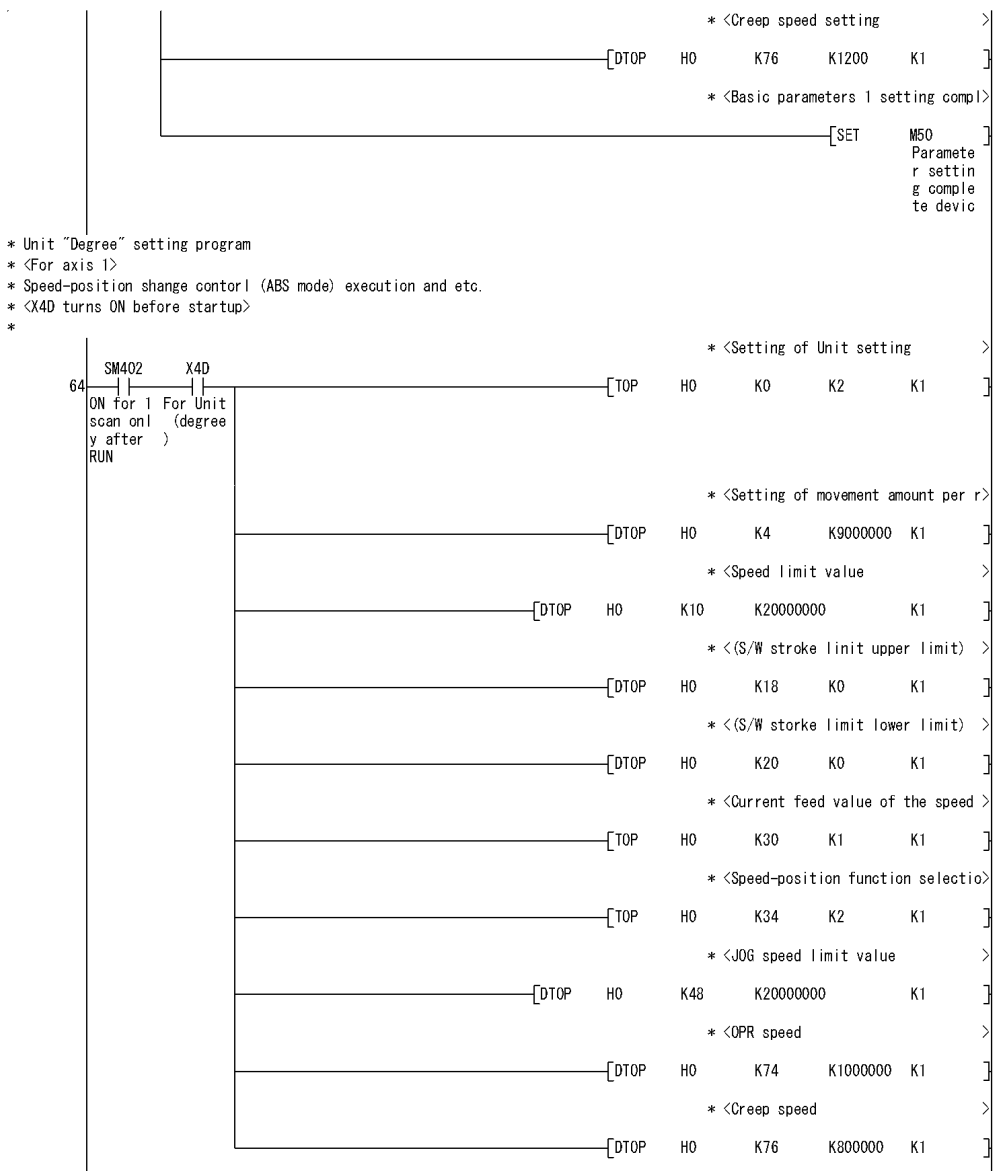 * <Creep speed setting >
[DTOP H0 K76 K1200 K1 ]
* <Basic parameters 1 setting compl>
[SET M50 ]
Paramete
r settin
g comple
te devic
* Unit "Degree" setting program
* <For axis 1>
* Speed-position shange contorl (ABS mode) execution and etc.
* <X4D turns ON before startup>
*
* <Setting of Unit setting >
SM402 X4D
64 [TOP H0 K0 K2 K1 ]
ON for 1 For Unit
scan onl (degree
y after )
RUN
* <Setting of movement amount per r>
[DTOP H0 K4 K9000000 K1 ]
* <Speed limit value >
[DTOP H0 K10 K20000000 K1 ]
* <(S/W stroke linit upper limit) >
[DTOP H0 K18 K0 K1 ]
* <(S/W storke limit lower limit) >
[DTOP H0 K20 K0 K1 ]
* <Current feed value of the speed >
[TOP H0 K30 K1 K1 ]
* <Speed-position function selectio>
[TOP H0 K34 K2 K1 ]
* <JOG speed limit value >
[DTOP H0 K48 K20000000 K1 ]
* <OPR speed >
[DTOP H0 K74 K1000000 K1 ]
* <Creep speed >
[DTOP H0 K76 K800000 K1 ]